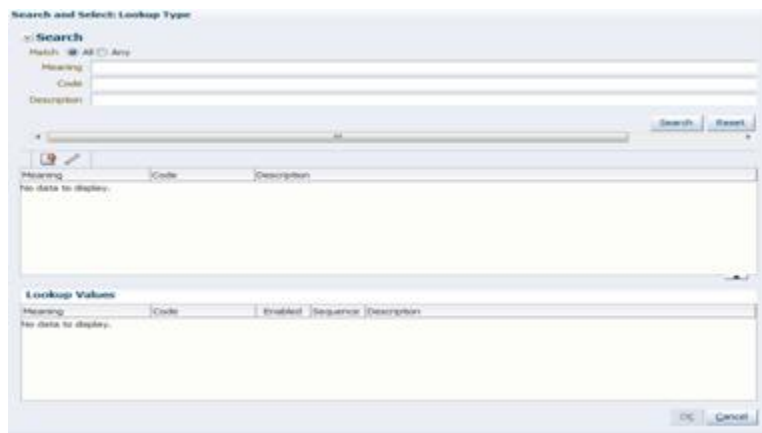 Search and Select: Lookup Type
Search
Match All Any
Meaning
Code
Description
Search Reset
Meaning Code Description
No data to display.
Lookup Values
Meaning Code Enabled Sequence Description
No data to display.
OK Cancel